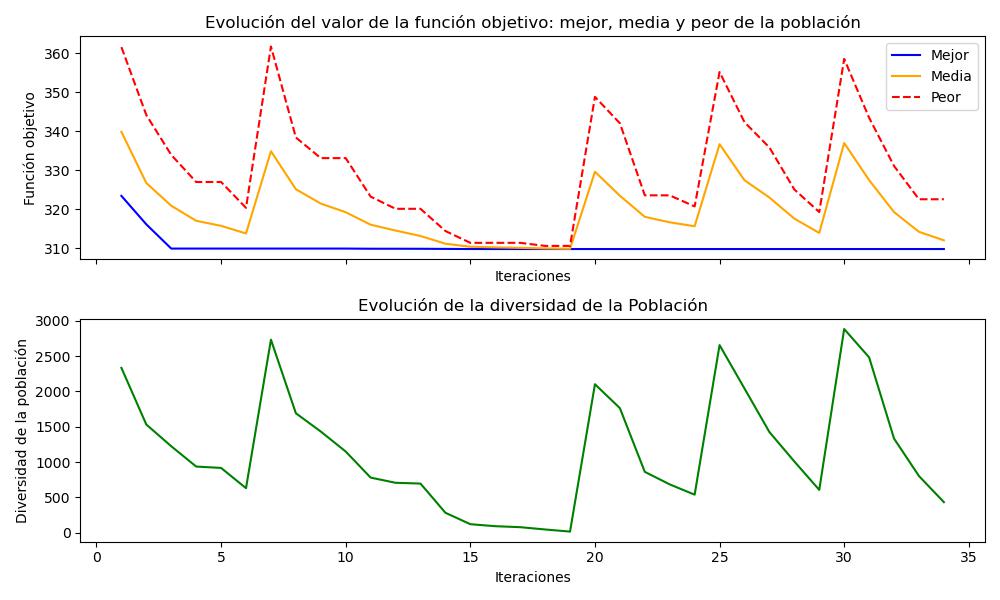 Evolución del valor de la función objetivo: mejor, media y peor de la población
Función objetivo
360
350
340
330
320
310
Mejor
Media
Peor
Iteraciones
Evolución de la diversidad de la Población
Diversidad de la población
3000
2500
2000
1500
1000
500
0
0 5 10 15 20 25 30 35
Iteraciones